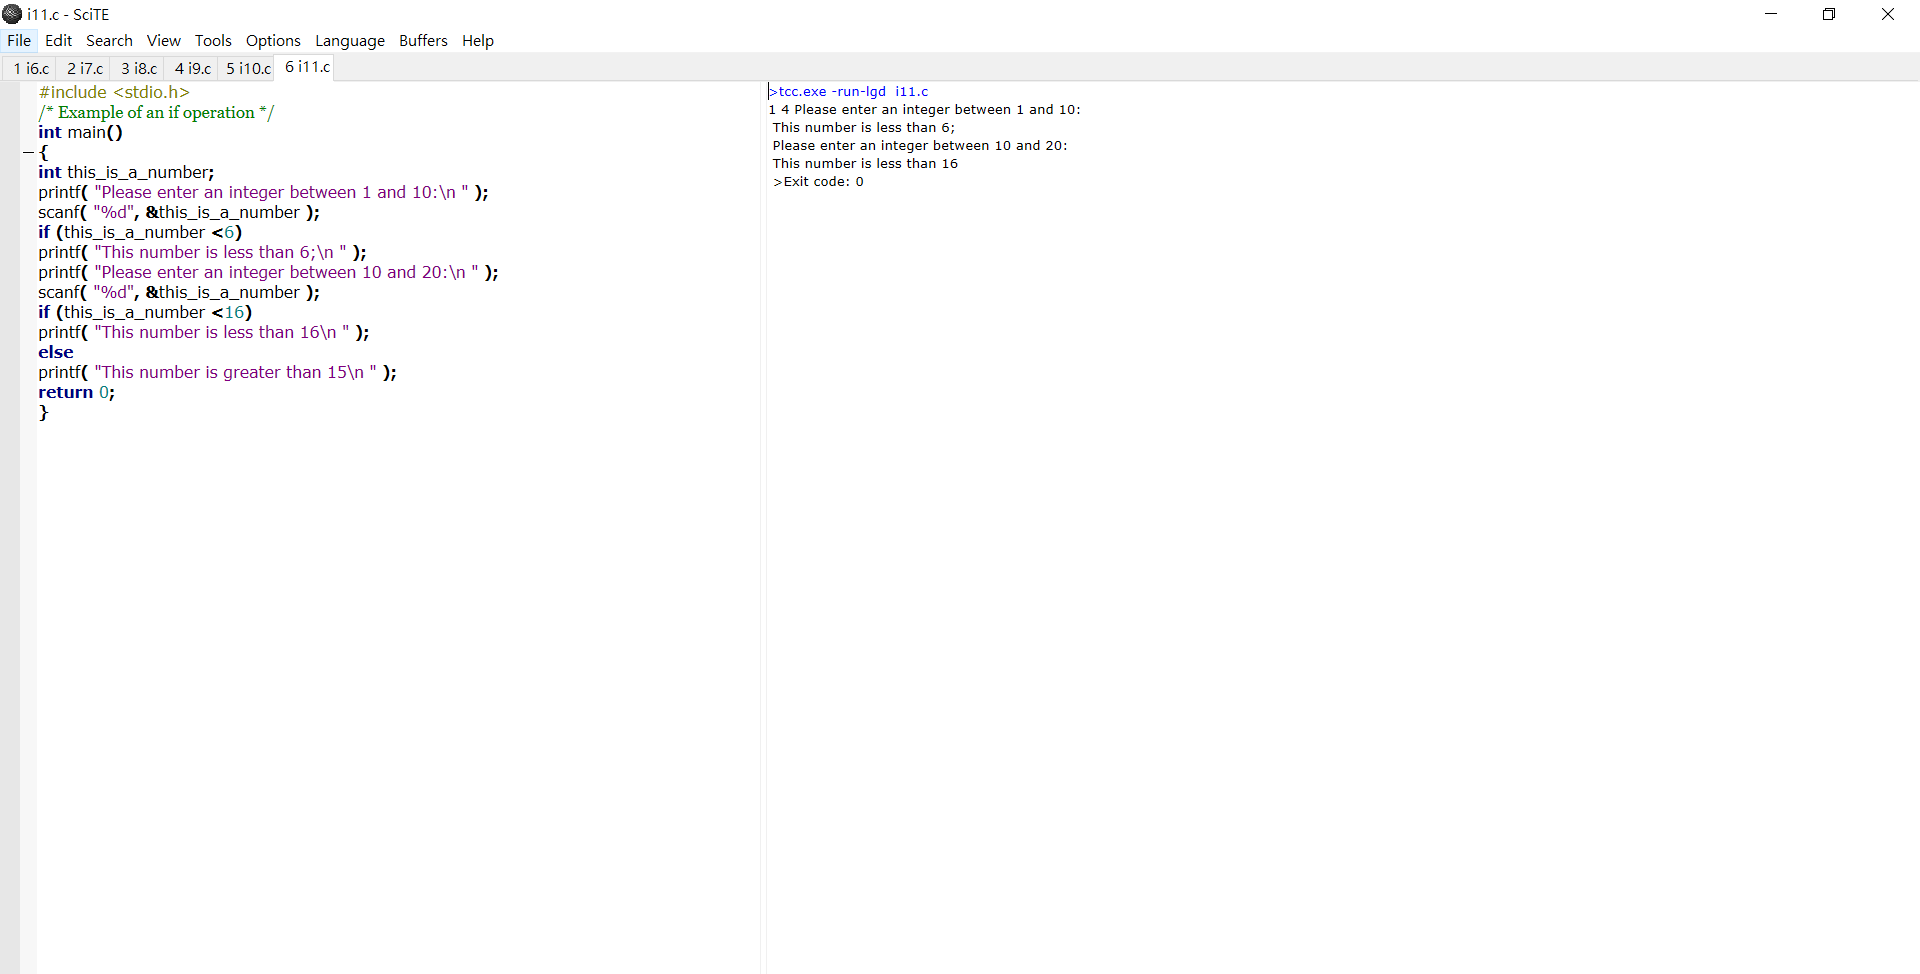 i11.c - SciTE
File Edit Search View Tools Options Language Buffers Help
1 i6.c 2 i7.c 3 i8.c 4 i9.c 5 i10.c 6 i11.c
#include <stdio.h>
/* Example of an if operation */
int main()
{
int this_is_a_number;
printf( "Please enter an integer between 1 and 10:\n " );
scanf( "%d", &this_is_a_number );
if (this_is_a_number <6)
printf( "This number is less than 6;\n " );
printf( "Please enter an integer between 10 and 20:\n " );
scanf( "%d", &this_is_a_number );
if (this_is_a_number <16)
printf( "This number is less than 16\n " );
else
printf( "This number is greater than 15\n " );
return 0;
}
>tcc.exe -run-lgd  i11.c
1 4 Please enter an integer between 1 and 10:
This number is less than 6;
Please enter an integer between 10 and 20:
This number is less than 16
>Exit code: 0